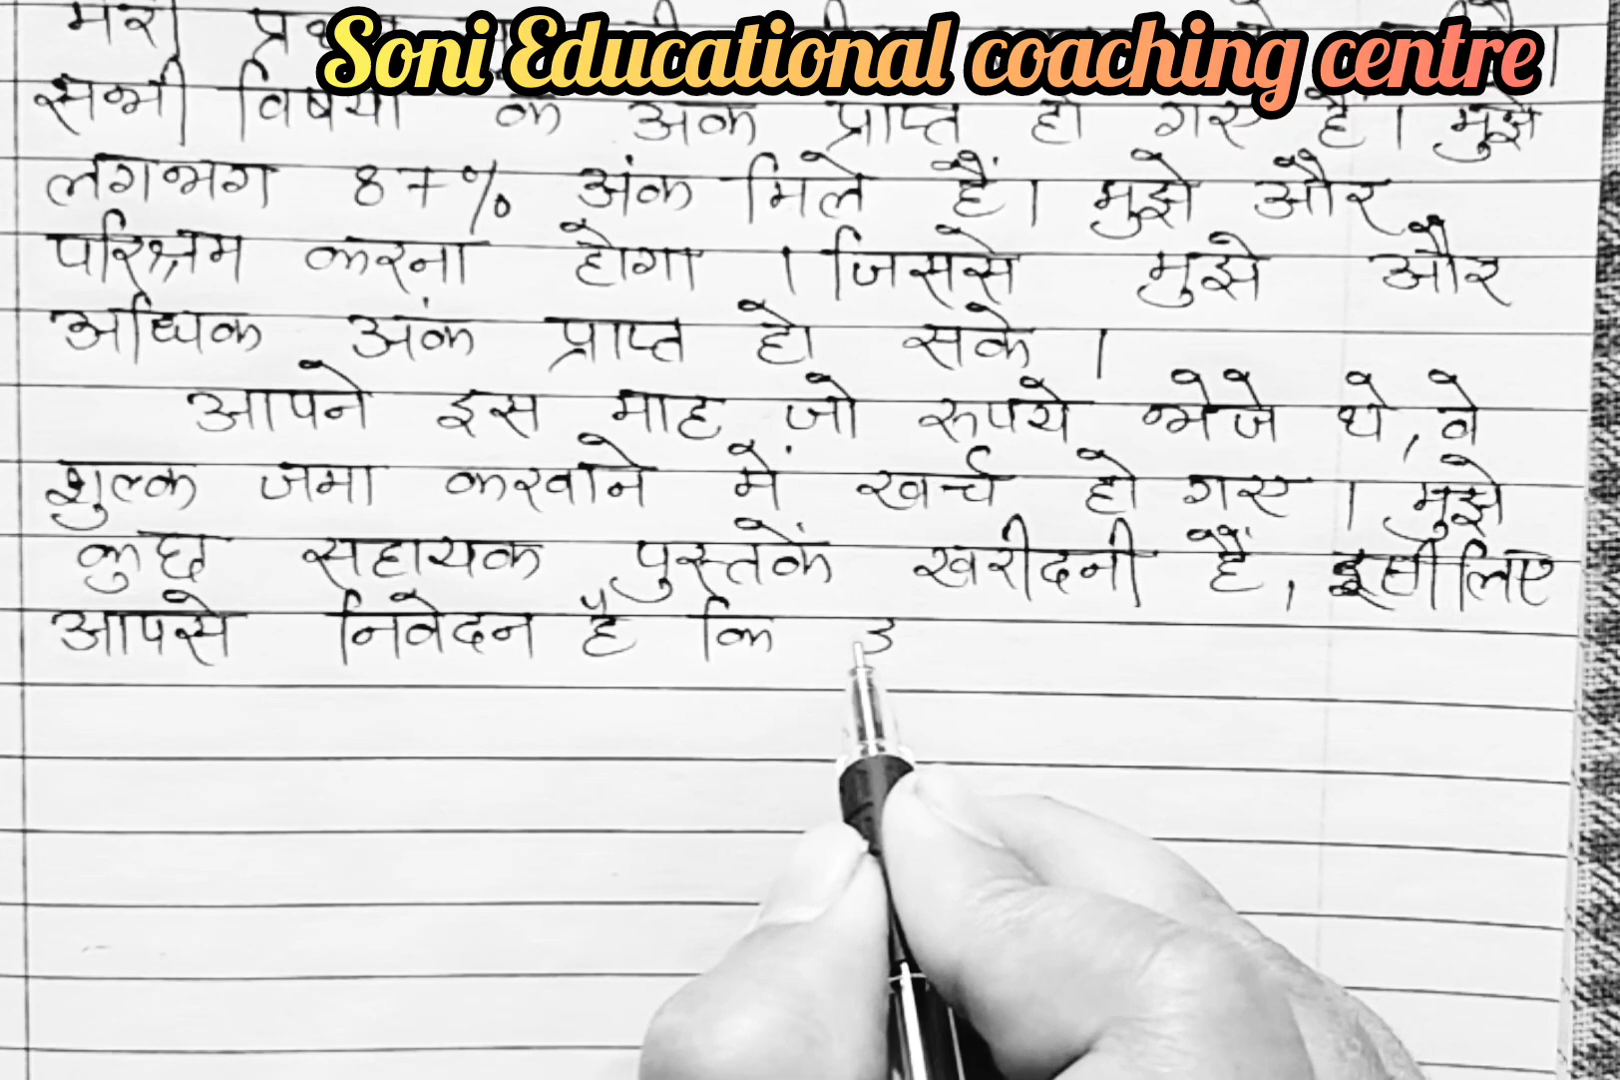 Soni Educational coaching centre
मेरी
सभी विषयों के अंक प्राप्त हो गए हैं। मुझे
लगभग 87% अंक मिले हैं। मुझे और
परिश्रम करना होगा । जिससे मुझे और
अधिक अंक प्राप्त हो सके ।
आपने इस माह जो रुपये भेजे थे, वे
शुल्क जमा करवाने में खर्च हो गए । मुझे
कुछ सहायक पुस्तकें खरीदनी हैं, इसीलिए
आपसे निवेदन है कि